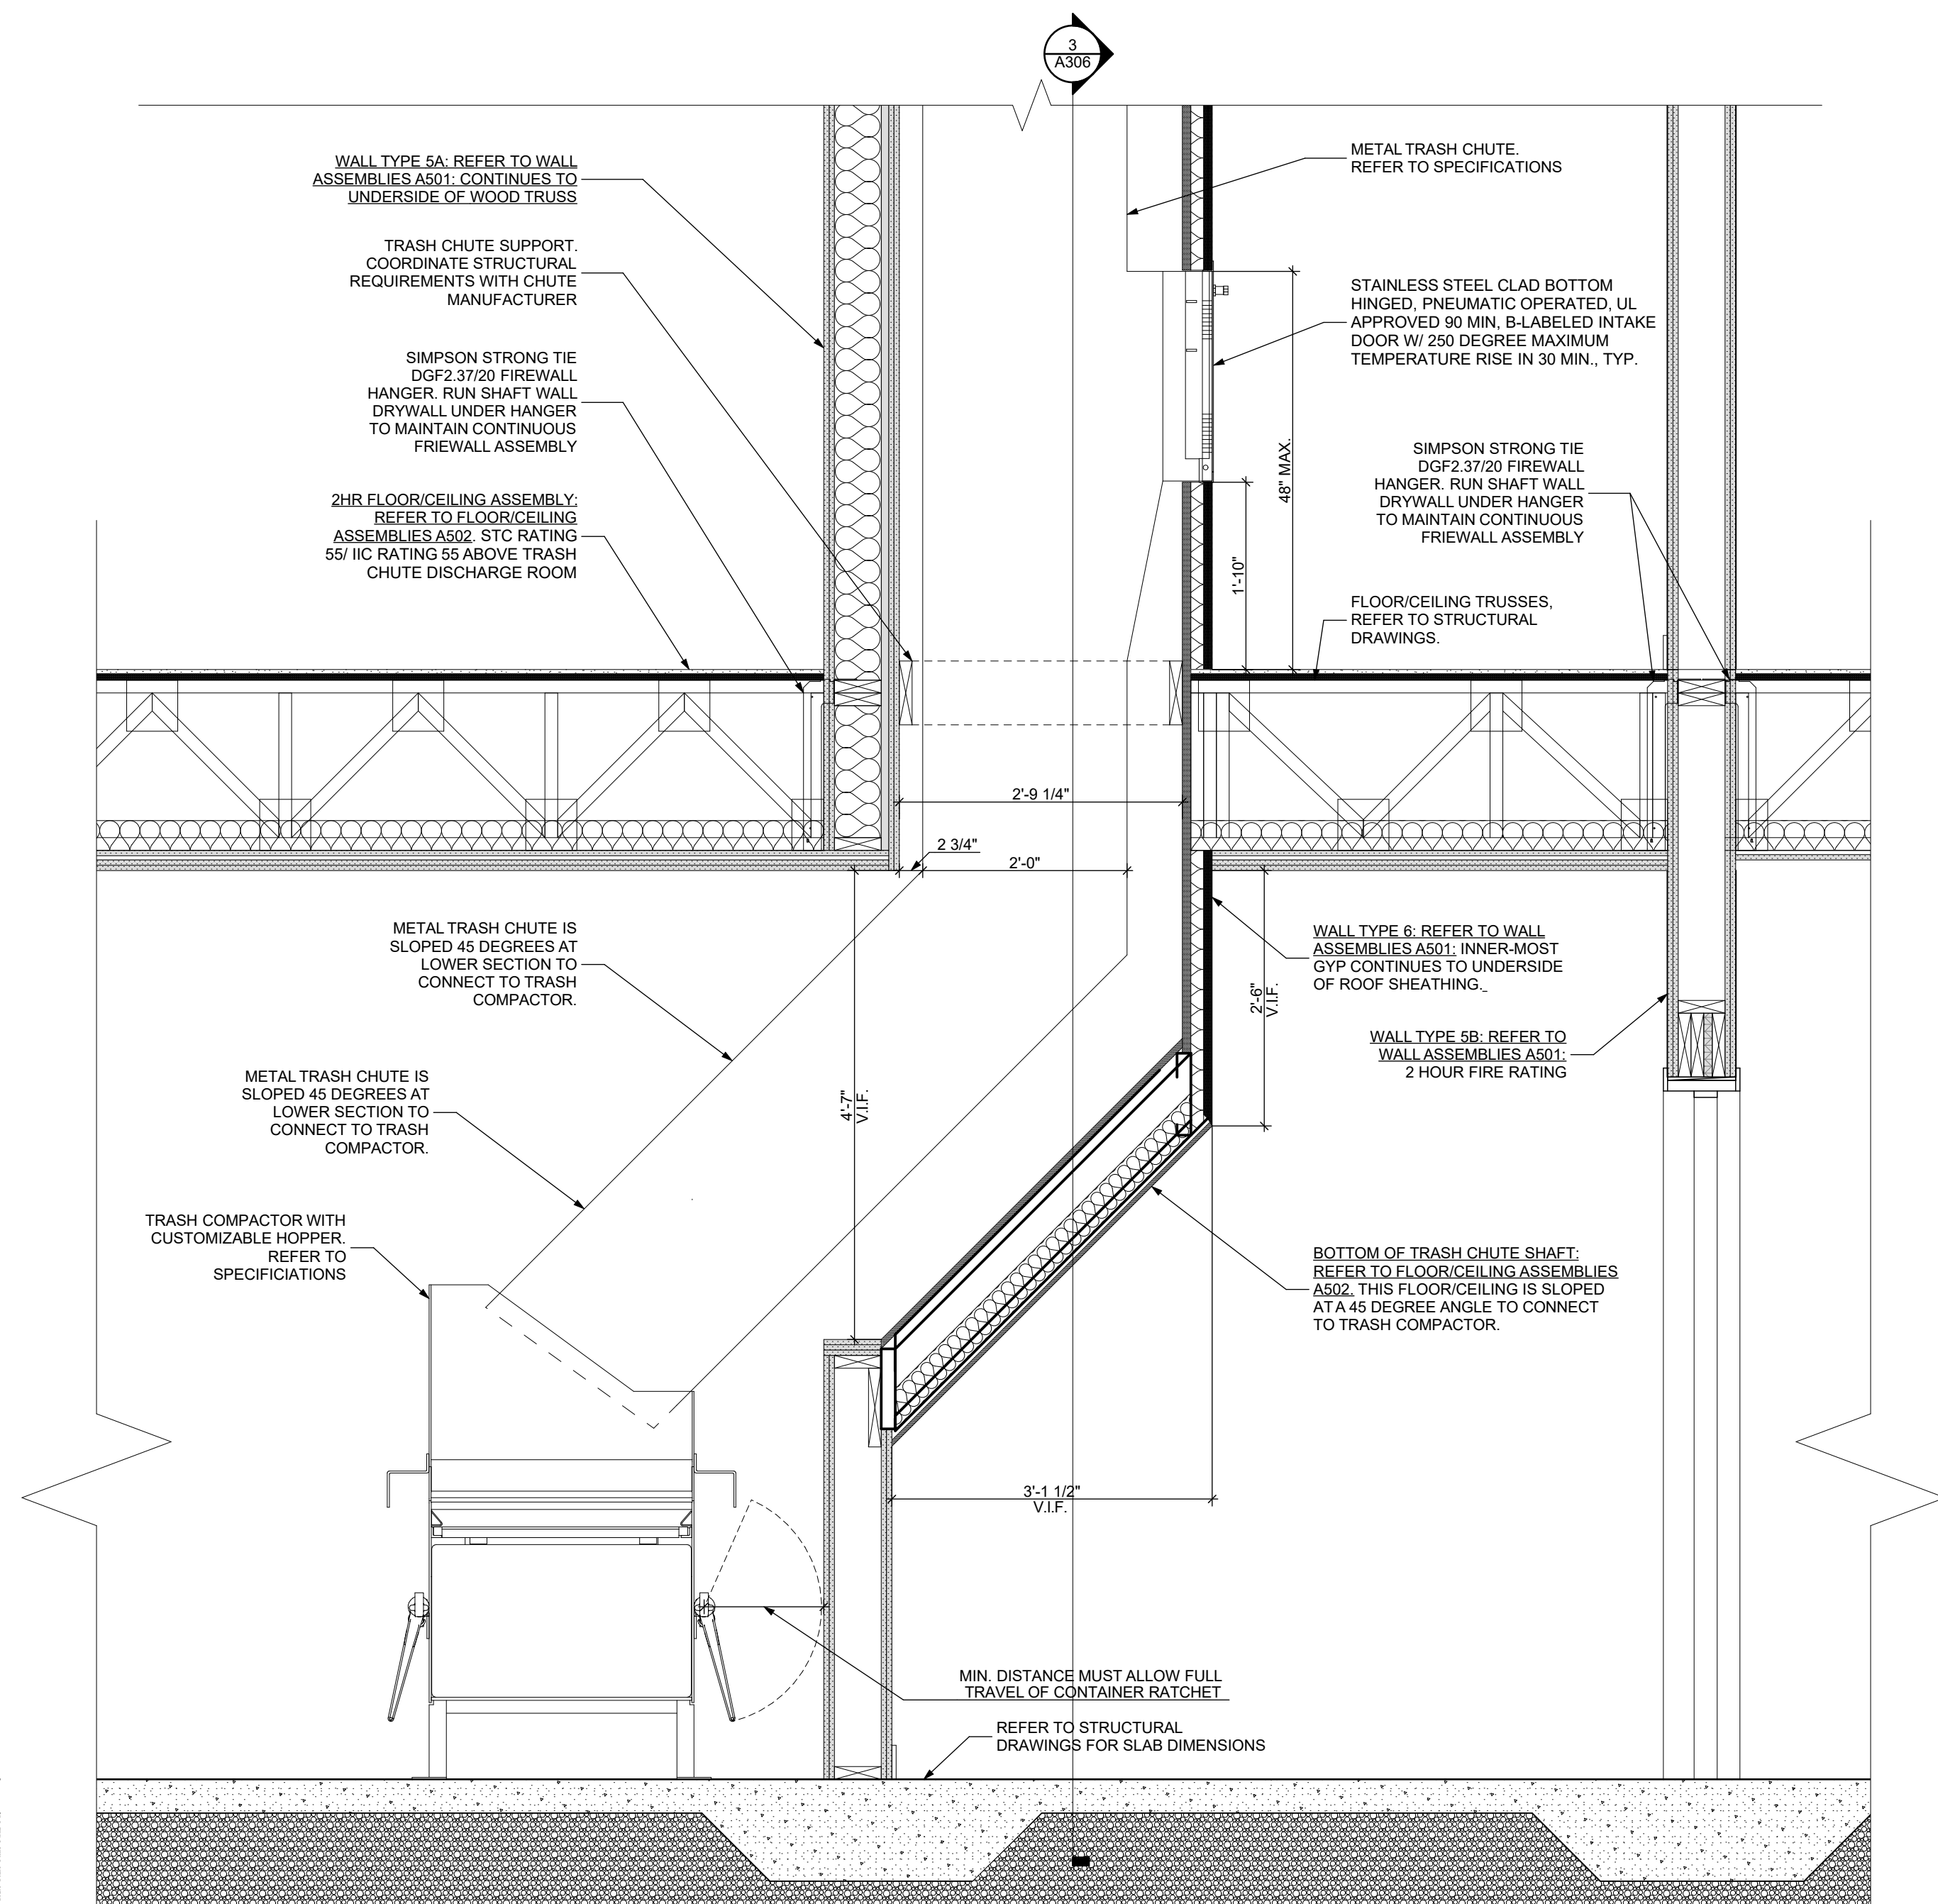 3
A306
WALL TYPE 5A: REFER TO WALL
ASSEMBLIES A501: CONTINUES TO
UNDERSIDE OF WOOD TRUSS
TRASH CHUTE SUPPORT.
COORDINATE STRUCTURAL
REQUIREMENTS WITH CHUTE
MANUFACTURER
SIMPSON STRONG TIE
DGF2.37/20 FIREWALL
HANGER. RUN SHAFT WALL
DRYWALL UNDER HANGER
TO MAINTAIN CONTINUOUS
FRIEWALL ASSEMBLY
2HR FLOOR/CEILING ASSEMBLY:
REFER TO FLOOR/CEILING
ASSEMBLIES A502. STC RATING
55/ IIC RATING 55 ABOVE TRASH
CHUTE DISCHARGE ROOM
METAL TRASH CHUTE.
REFER TO SPECIFICATIONS
STAINLESS STEEL CLAD BOTTOM
HINGED, PNEUMATIC OPERATED, UL
APPROVED 90 MIN, B-LABELED INTAKE
DOOR W/ 250 DEGREE MAXIMUM
TEMPERATURE RISE IN 30 MIN., TYP.
48" MAX.
1'-10"
SIMPSON STRONG TIE
DGF2.37/20 FIREWALL
HANGER. RUN SHAFT WALL
DRYWALL UNDER HANGER
TO MAINTAIN CONTINUOUS
FRIEWALL ASSEMBLY
FLOOR/CEILING TRUSSES,
REFER TO STRUCTURAL
DRAWINGS.
2'-9 1/4"
2 3/4"
2'-0"
METAL TRASH CHUTE IS
SLOPED 45 DEGREES AT
LOWER SECTION TO
CONNECT TO TRASH
COMPACTOR.
METAL TRASH CHUTE IS
SLOPED 45 DEGREES AT
LOWER SECTION TO
CONNECT TO TRASH
COMPACTOR.
TRASH COMPACTOR WITH
CUSTOMIZABLE HOPPER.
REFER TO
SPECIFICIATIONS
4'-7"
V.I.F.
2'-6"
V.I.F.
WALL TYPE 6: REFER TO WALL
ASSEMBLIES A501: INNER-MOST
GYP CONTINUES TO UNDERSIDE
OF ROOF SHEATHING.
WALL TYPE 5B: REFER TO
WALL ASSEMBLIES A501:
2 HOUR FIRE RATING
BOTTOM OF TRASH CHUTE SHAFT:
REFER TO FLOOR/CEILING ASSEMBLIES
A502. THIS FLOOR/CEILING IS SLOPED
AT A 45 DEGREE ANGLE TO CONNECT
TO TRASH COMPACTOR.
3'-1 1/2"
V.I.F.
MIN. DISTANCE MUST ALLOW FULL
TRAVEL OF CONTAINER RATCHET
REFER TO STRUCTURAL
DRAWINGS FOR SLAB DIMENSIONS